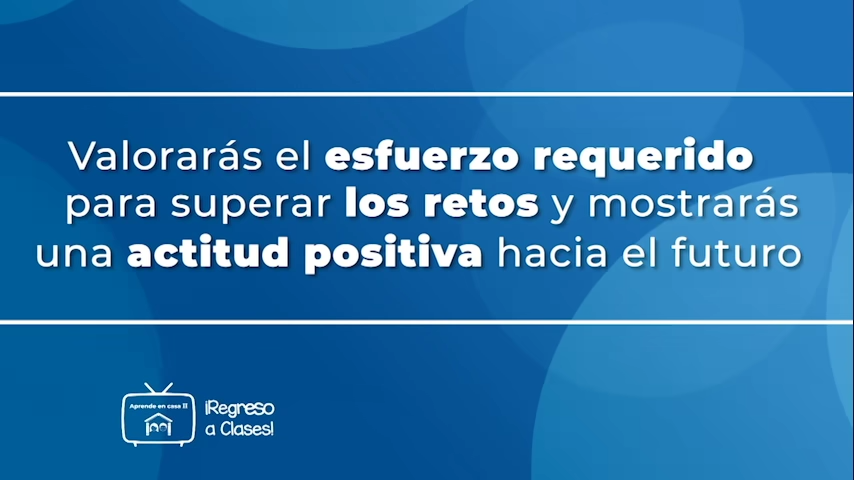 Valorarás el esfuerzo requerido
para superar los retos y mostrarás
una actitud positiva hacia el futuro
Aprende en casa II
¡Regreso
a Clases!